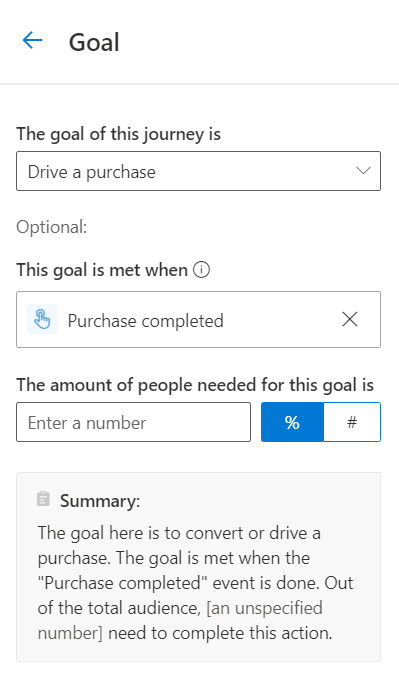 Goal
The goal of this journey is
Drive a purchase
Optional:
This goal is met when
Purchase completed
The amount of people needed for this goal is
Enter a number
%
#
Summary:
The goal here is to convert or drive a
purchase. The goal is met when the
"Purchase completed" event is done. Out
of the total audience, [an unspecified
number] need to complete this action.